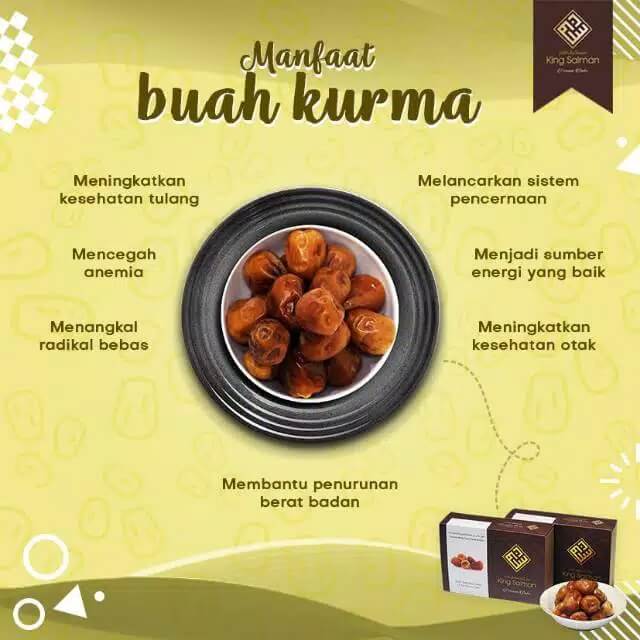 King Salman
Manfaat
buah kurma
Meningkatkan
kesehatan tulang
Mencegah
anemia
Menangkal
radikal bebas
Melancarkan sistem
pencernaan
Menjadi sumber
energi yang baik
Meningkatkan
kesehatan otak
Membantu penurunan
berat badan
King Salman